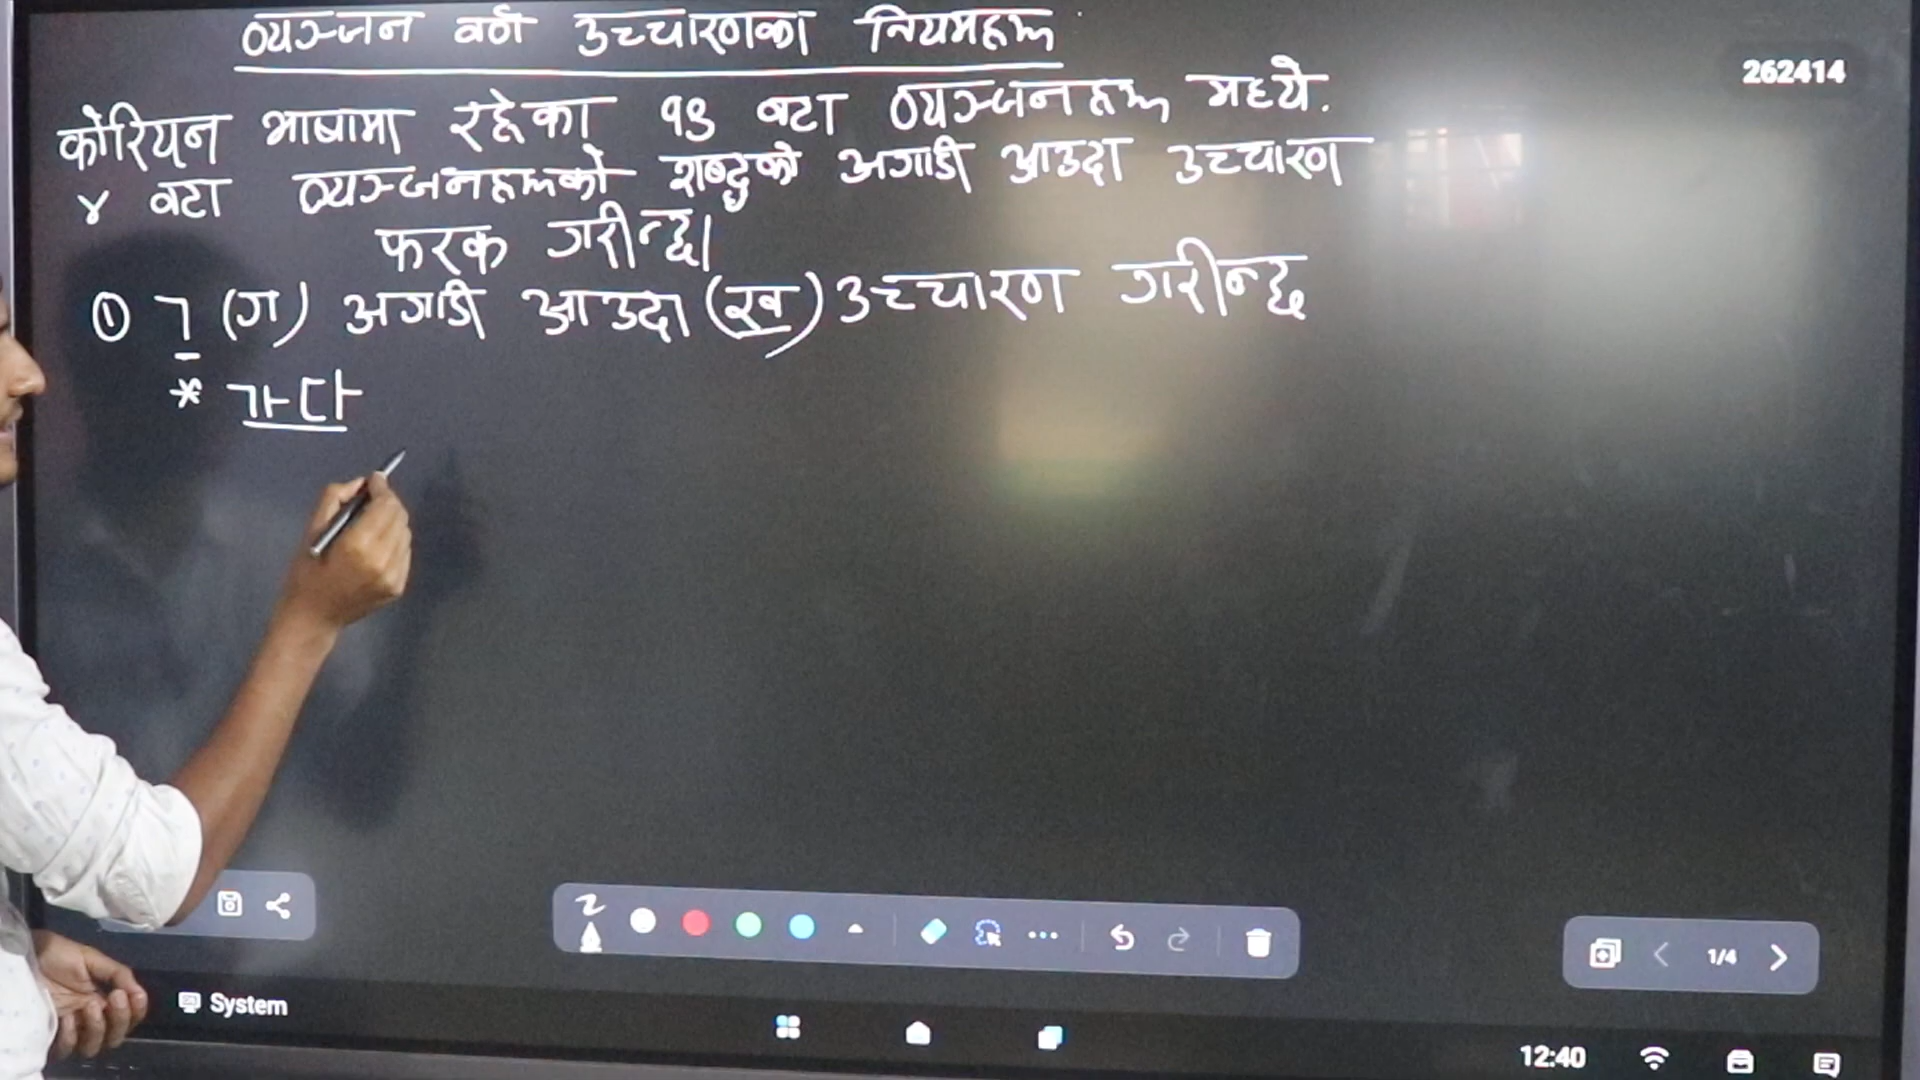 व्यञ्जन वर्ण उच्चारणका नियमहरू
262414
कोरियन भाषामा रहेका १९ वटा व्यञ्जनहरू मध्ये.
४ वटा व्यञ्जनहरूको शब्दको अगाडी आउदा उच्चारण
फरक गरीन्छ।
① ㄱ (ग) अगाडी आउदा (ख) उच्चारण गरीन्छ
* 가다
1/4
System
12:40